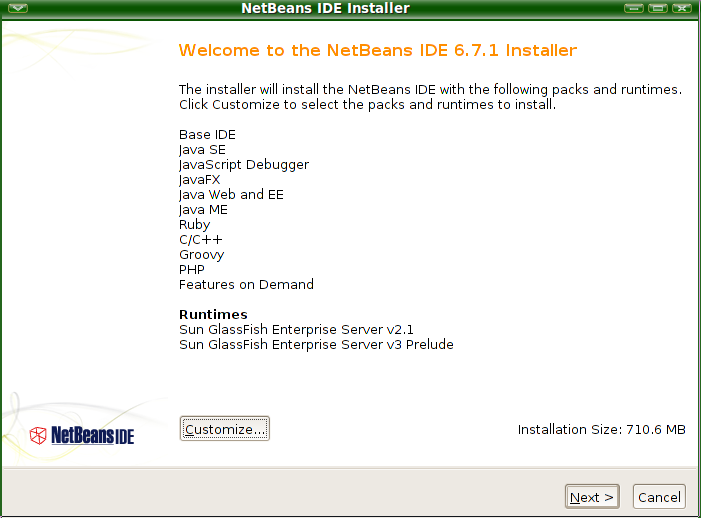 NetBeans IDE Installer
Welcome to the NetBeans IDE 6.7.1 Installer
The installer will install the NetBeans IDE with the following packs and runtimes.
Click Customize to select the packs and runtimes to install.
Base IDE
Java SE
JavaScript Debugger
JavaFX
Java Web and EE
Java ME
Ruby
C/C++
Groovy
PHP
Features on Demand
Runtimes
Sun GlassFish Enterprise Server v2.1
Sun GlassFish Enterprise Server v3 Prelude
NetBeans IDE
Customize...
Installation Size: 710.6 MB
Next >
Cancel